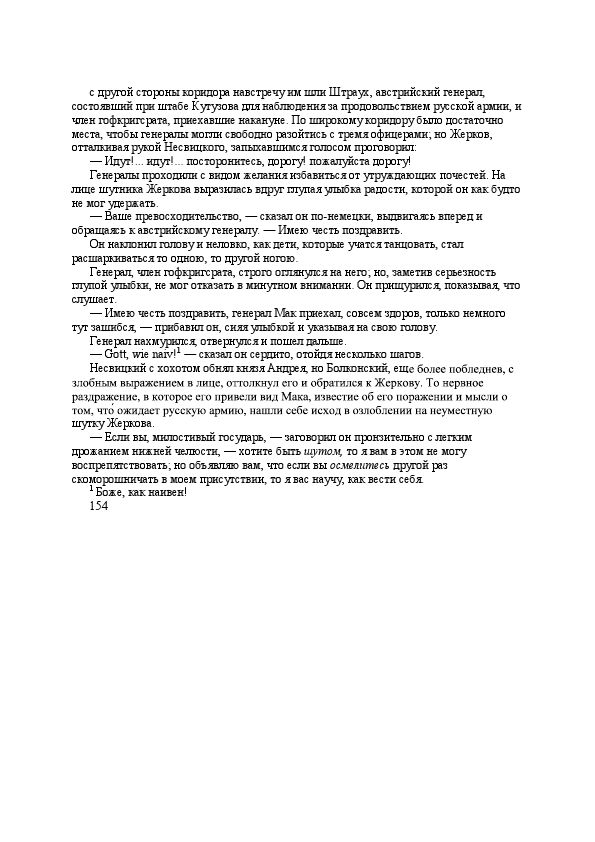 с другой стороны коридора навстречу им шли Штраух, австрийский генерал,
состоявший при штабе Кутузова для наблюдения за продовольствием русской армии, и
член гофкригсрата, приехавшие накануне. По широкому коридору было достаточно
места, чтобы генералы могли свободно разойтись с тремя офицерами; но Жерков,
отталкивая рукой Несвицкого, запыхавшимся голосом проговорил:
— Идут!... идут!... посторонитесь, дорогу! пожалуйста дорогу!
Генералы проходили с видом желания избавиться от утруждающих почестей. На
лице шутника Жеркова выразилась вдруг глупая улыбка радости, которой он как будто
не мог удержать.
— Ваше превосходительство, — сказал он по-немецки, выдвигаясь вперед и
обращаясь к австрийскому генералу. — Имею честь поздравить.
Он наклонил голову и неловко, как дети, которые учатся танцовать, стал
расшаркиваться то одною, то другой ногою.
Генерал, член гофкригсрата, строго оглянулся на него; но, заметив серьезность
глупой улыбки, не мог отказать в минутном внимании. Он прищурился, показывая, что
слушает.
— Имею честь поздравить, генерал Мак приехал, совсем здоров, только немного
тут зашибся, — прибавил он, сияя улыбкой и указывая на свою голову.
Генерал нахмурился, отвернулся и пошел дальше.
— Gott, wie naiv!¹ — сказал он сердито, отойдя несколько шагов.
Несвицкий с хохотом обнял князя Андрея, но Болконский, еще более побледнев, с
злобным выражением в лице, оттолкнул его и обратился к Жеркову. То нервное
раздражение, в которое его привели вид Мака, известие об его поражении и мысли о
том, что́ ожидает русскую армию, нашли себе исход в озлоблении на неуместную
шутку Жеркова.
— Если вы, милостивый государь, — заговорил он пронзительно с легким
дрожанием нижней челюсти, — хотите быть шутом, то я вам в этом не могу
воспрепятствовать; но объявляю вам, что если вы осмелитесь другой раз
скоморошничать в моем присутствии, то я вас научу, как вести себя.
¹ Боже, как наивен!
154